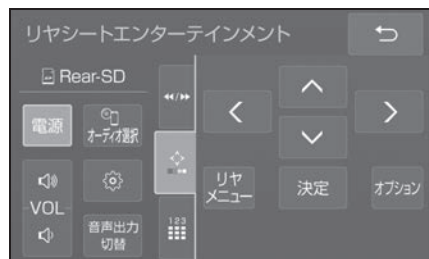 リヤシートエンターテインメント
Rear-SD
電源
オーディオ選択
VOL
音声出力
切替
123
リヤ
メニュー
決定
オプション